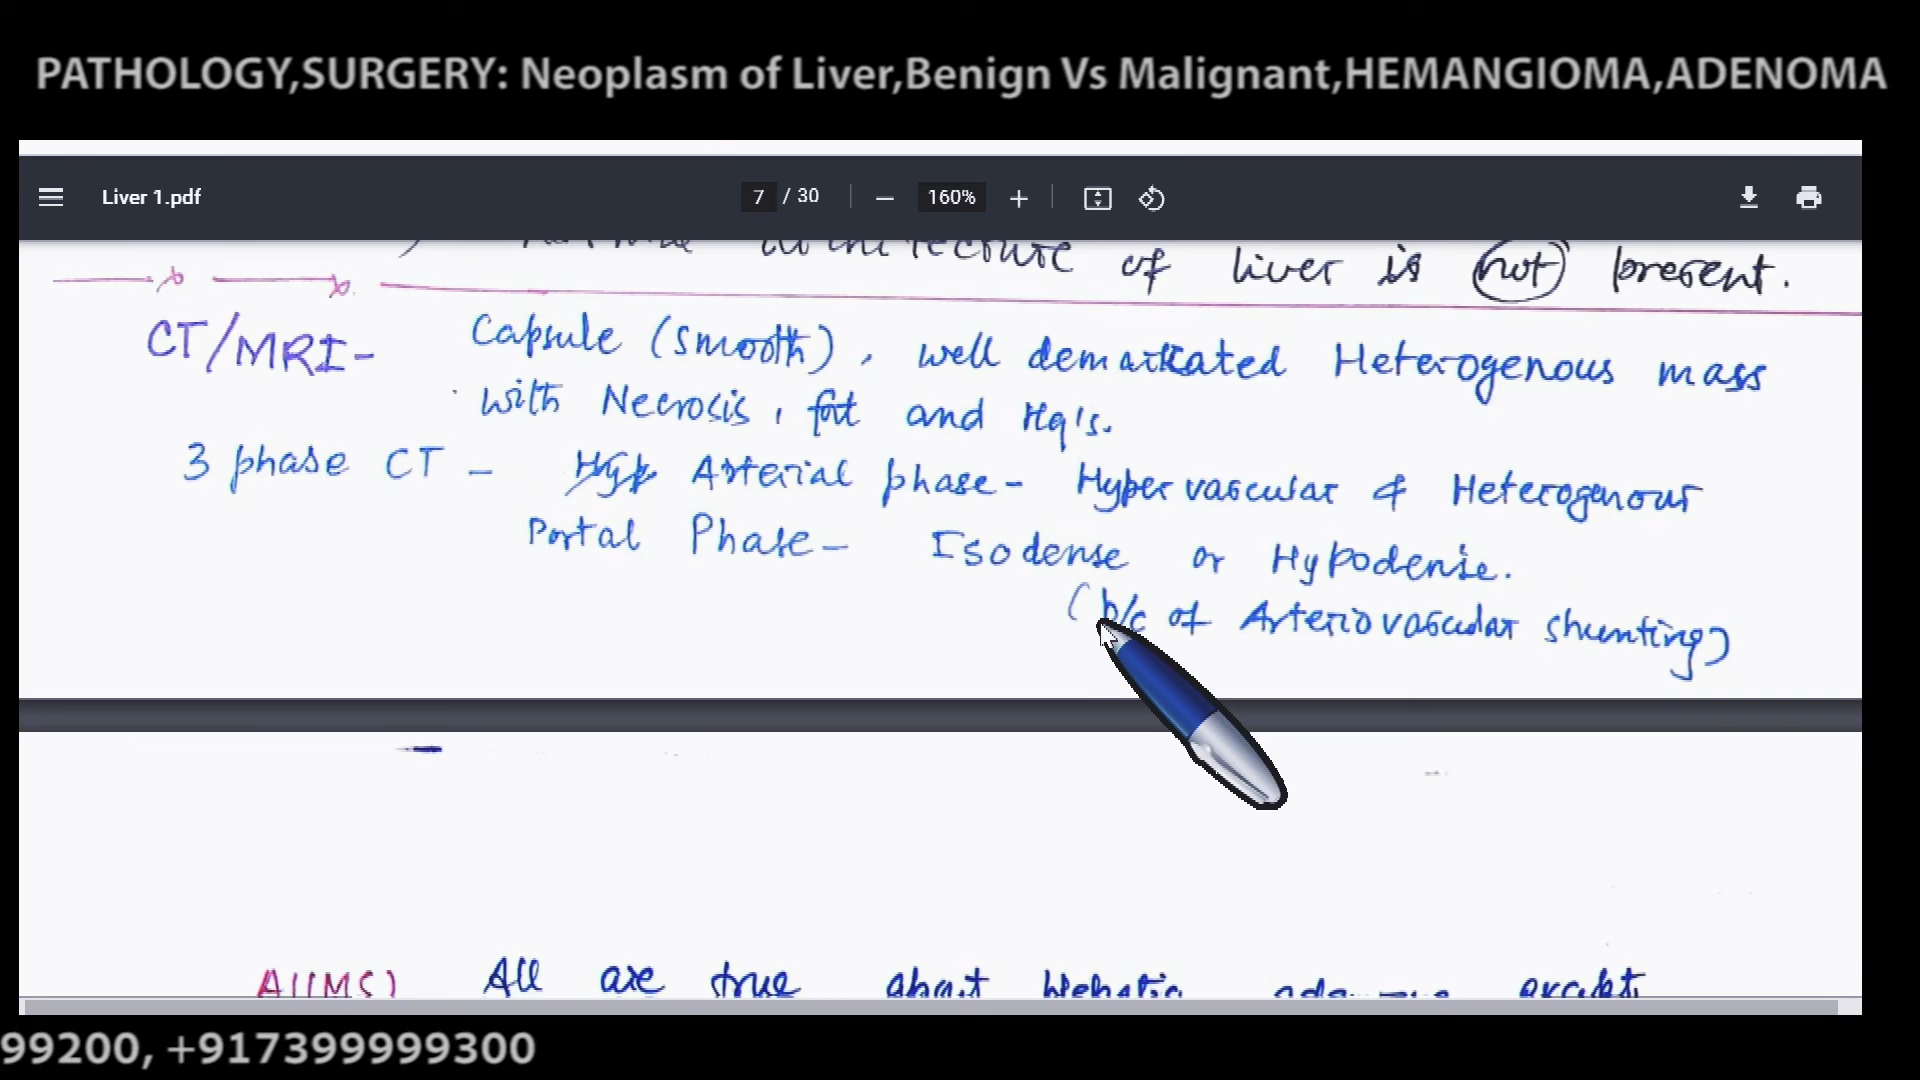 PATHOLOGY,SURGERY: Neoplasm of Liver,Benign Vs Malignant,HEMANGIOMA,ADENOMA
Liver 1.pdf 7 / 30 160%
architecture of liver is not present.
CT/MRI- Capsule (smooth), well demarkated Heterogenous mass
with Necrosis, fat and Hg's.
3 phase CT - Arterial phase- Hypervascular & Heterogenous
Portal Phase- Isodense or Hypodense.
(b/c of Arteriovascular shunting)
AIIMS) All are true about Hepatic adenoma except
99200, +917399999300